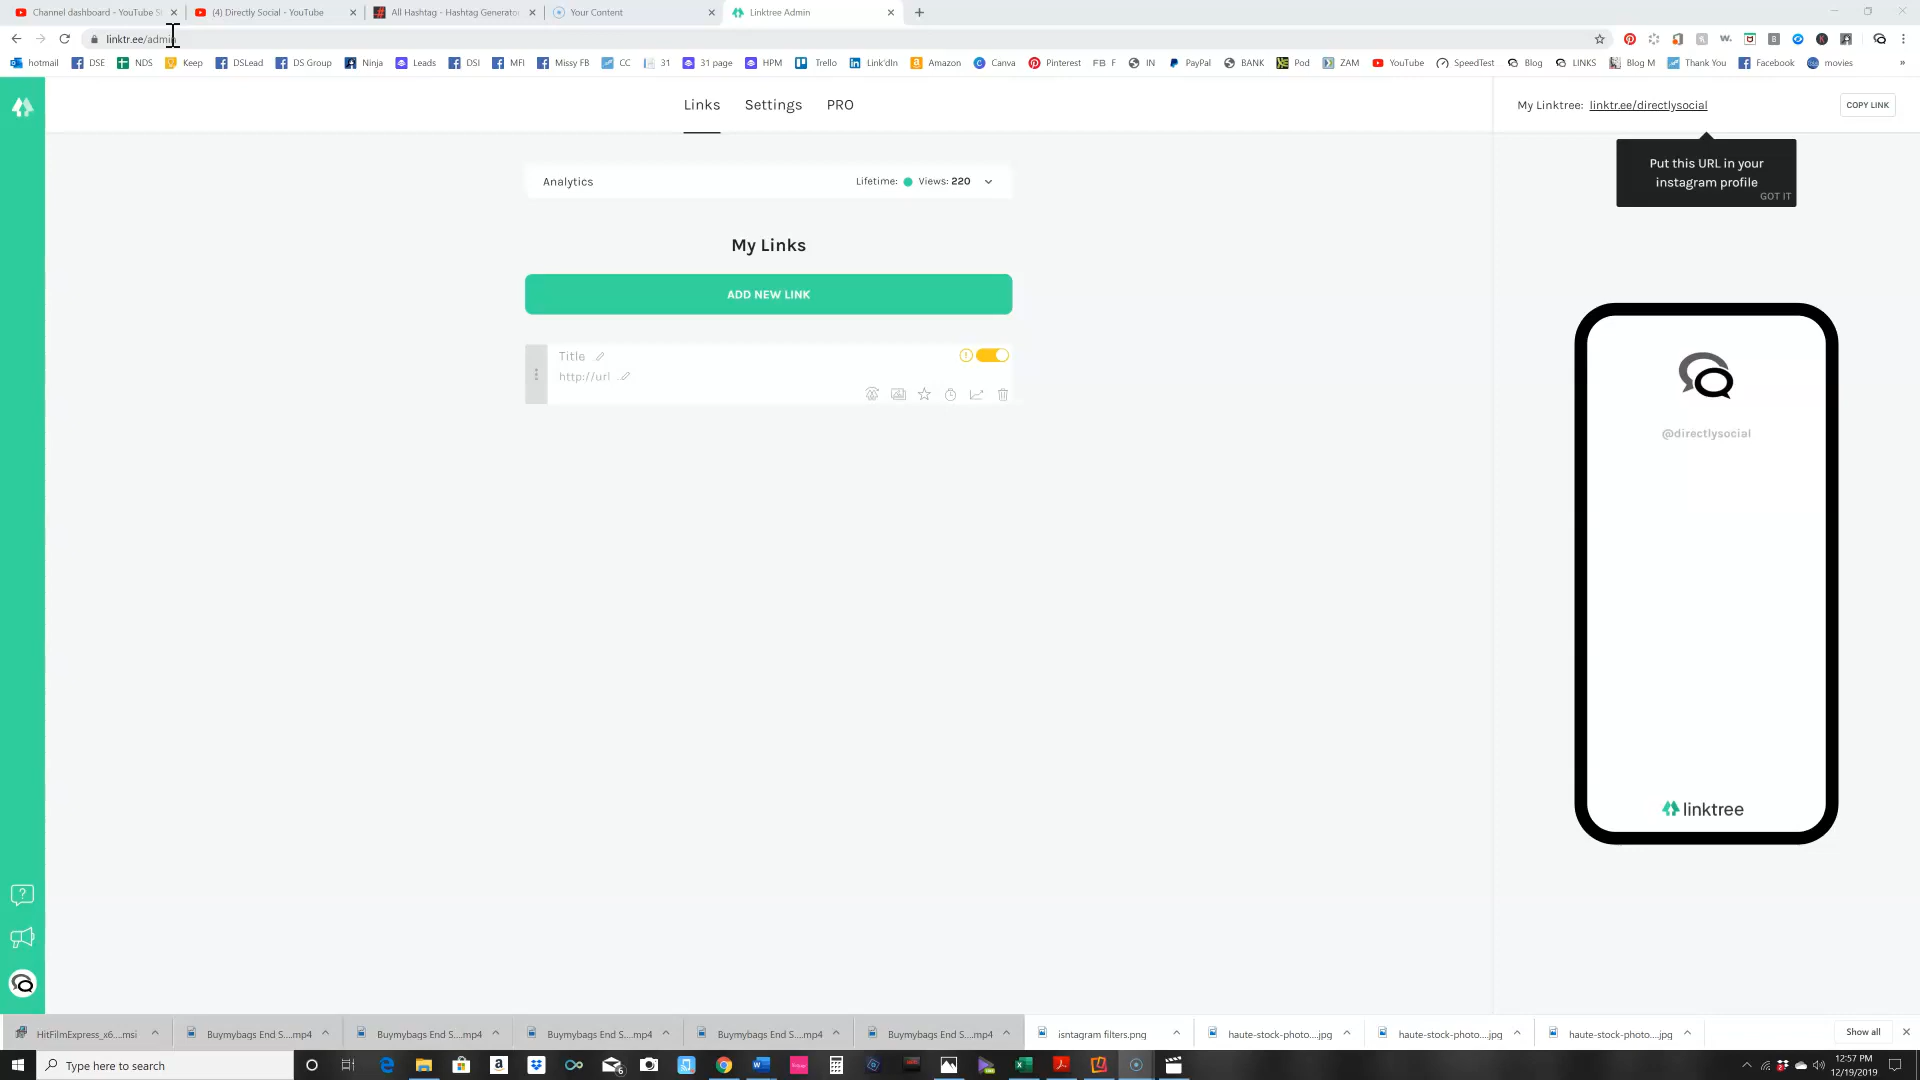 Channel dashboard - YouTube St
(4) Directly Social - YouTube
All Hashtag - Hashtag Generator
Your Content
Linktree Admin
linktr.ee/admin
hotmail DSE NDS Keep DSLead DS Group Ninja Leads DSI MFI Missy FB CC 31 31 page HPM Trello Link'dIn Amazon Canva Pinterest FB F IN PayPal BANK Pod ZAM YouTube SpeedTest Blog LINKS Blog M Thank You Facebook movies »
Links Settings PRO
My Linktree: linktr.ee/directlysocial COPY LINK
Put this URL in your
instagram profile
GOT IT
Analytics Lifetime: Views: 220
My Links
ADD NEW LINK
Title
http://url
@directlysocial
linktree
HitFilmExpress_x6....msi
Buymybags End S....mp4
Buymybags End S....mp4
Buymybags End S....mp4
Buymybags End S....mp4
Buymybags End S....mp4
isntagram filters.png
haute-stock-photo....jpg
haute-stock-photo....jpg
haute-stock-photo....jpg
Show all
Type here to search
12:57 PM
12/19/2019